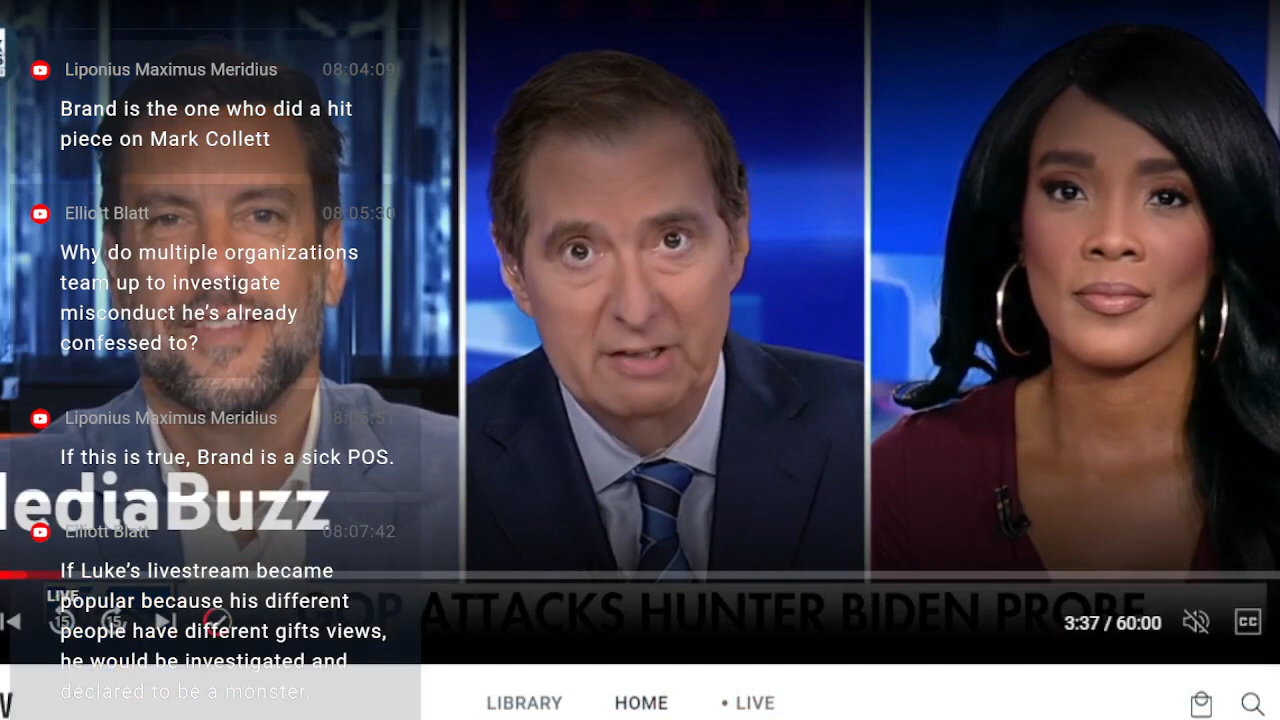 Liponius Maximus Meridius 08:04:09
Brand is the one who did a hit
piece on Mark Collett
Elliott Blatt 08:05:30
Why do multiple organizations
team up to investigate
misconduct he's already
confessed to?
Liponius Maximus Meridius
If this is true, Brand is a sick POS.
ediaBuzz
Elliott Blatt 08:07:42
If Luke's livestream became
popular because his different
people have different gifts views,
he would be investigated and
declared to be a monster.
LIVE
ATTACKS HUNTER BIDEN PROBE
15 15
3:37 / 60:00
CC
LIBRARY HOME • LIVE